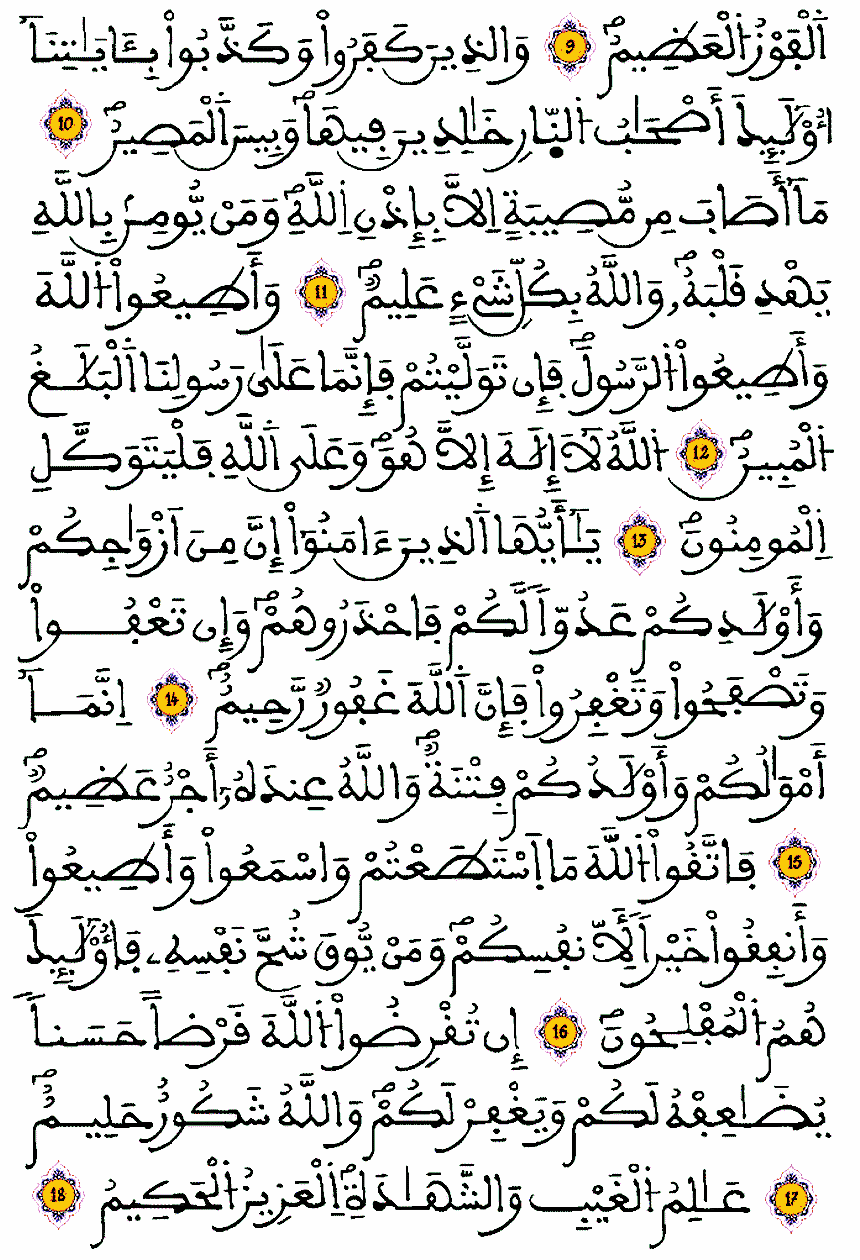 اَ۬لْفَوْزُ اُ۬لْعَظِيمُۖ 9 وَالذِينَ كَفَرُواْ وَكَذَّبُواْ بِـَٔايَٰتِنَآ
أُوْلَٰٓئِكَ أَصْحَٰبُ اُ۬لنّ۪ارِ خَٰلِدِينَ فِيهَاۖ وَبِيسَ اَ۬لْمَصِيرُۖ 10
مَآ أَصَابَ مِن مُّصِيبَةٍ اِلَّا بِإِذْنِ اِ۬للَّهِۖ وَمَنْ يُّومِنۢ بِاللَّهِ
يَهْدِ قَلْبَهُۥۖ وَاللَّهُ بِكُلِّ شَےْءٍ عَلِيمٞۖ 11 وَأَطِيعُواْ اُ۬للَّهَ
وَأَطِيعُواْ اُ۬لرَّسُولَۖ فَإِن تَوَلَّيْتُمْ فَإِنَّمَا عَلَىٰ رَسُولِنَا اَ۬لْبَلَٰغُ
اُ۬لْمُبِينُۖ 12 اُ۬للَّهُ لَآ إِلَٰهَ إِلَّا هُوَۖ وَعَلَى اَ۬للَّهِ فَلْيَتَوَكَّلِ
اِ۬لْمُومِنُونَۖ 13 يَٰٓأَيُّهَا اَ۬لذِينَ ءَامَنُوٓاْ إِنَّ مِنَ اَزْوَٰجِكُمْ
وَأَوْلَٰدِكُمْ عَدُوّاٗ لَّكُمْ فَاحْذَرُوهُمْۖ وَإِن تَعْفُواْ
وَتَصْفَحُواْ وَتَغْفِرُواْ فَإِنَّ اَ۬للَّهَ غَفُورٞ رَّحِيمٌۖ 14 اِنَّمَآ
أَمْوَٰلُكُمْ وَأَوْلَٰدُكُمْ فِتْنَةٞۖ وَاللَّهُ عِندَهُۥٓ أَجْرٌ عَظِيمٞۖ
15 فَاتَّقُواْ اُ۬للَّهَ مَا اَ۪سْتَطَعْتُمْ وَاسْمَعُواْ وَأَطِيعُواْ
وَأَنفِقُواْ خَيْراٗ لِّأَنفُسِكُمْۖ وَمَنْ يُّوقَ شُحَّ نَفْسِهِۦ فَأُوْلَٰٓئِكَ
هُمُ اُ۬لْمُفْلِحُونَۖ 16 إِن تُقْرِضُواْ اُ۬للَّهَ قَرْضاً حَسَناٗ
يُضَٰعِفْهُ لَكُمْ وَيَغْفِرْ لَكُمْۖ وَاللَّهُ شَكُورٌ حَلِيمٌۖ
17 عَٰلِمُ اُ۬لْغَيْبِ وَالشَّهَٰدَةِۖ اِ۬لْعَزِيزُ اُ۬لْحَكِيمُ 18